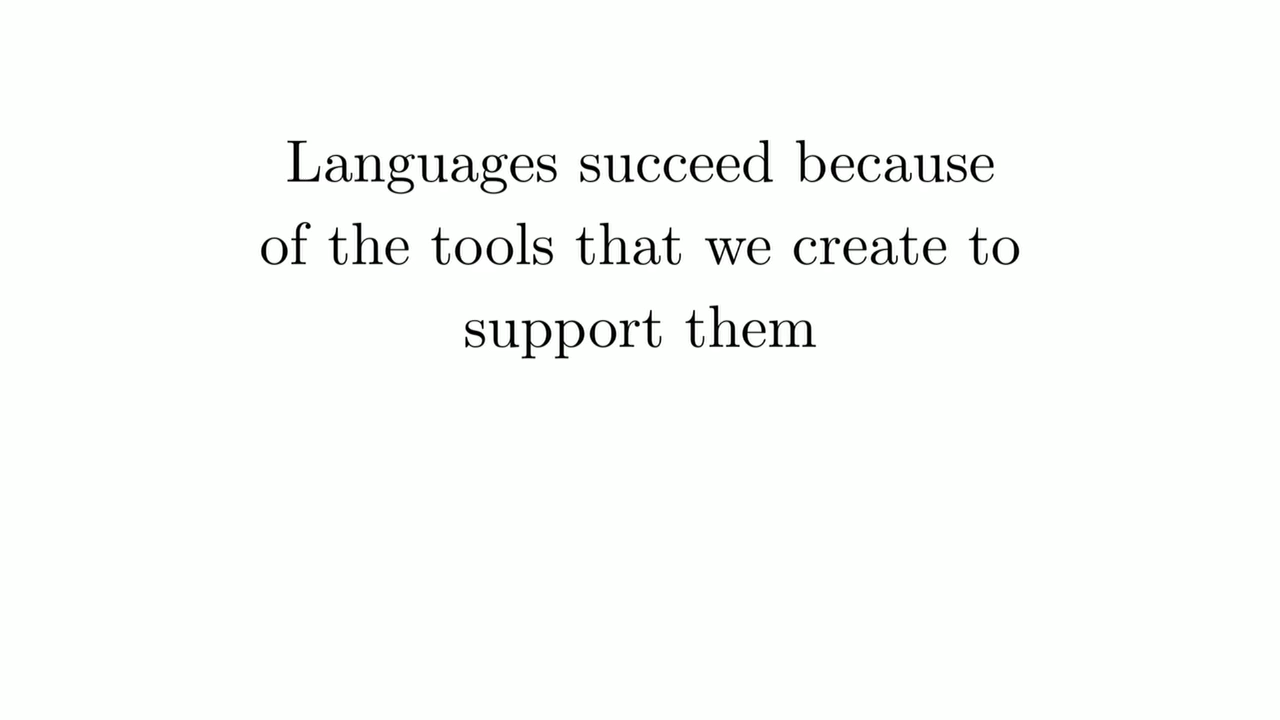 Languages succeed because
of the tools that we create to
support them